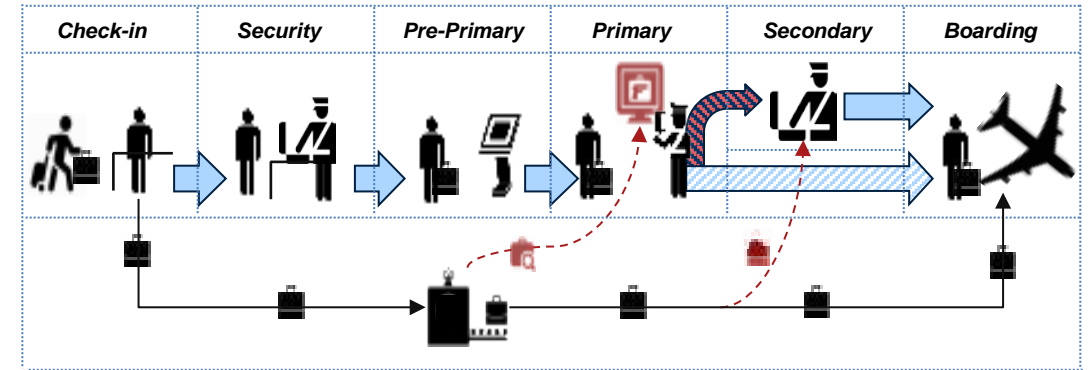 Check-in
Security
Pre-Primary
Primary
Secondary
Boarding